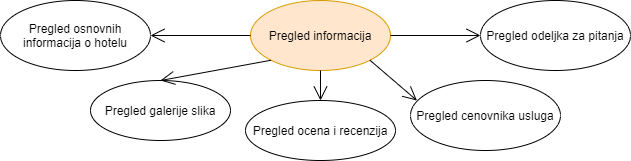 Pregled osnovnih
informacija o hotelu
Pregled informacija
Pregled odeljka za pitanja
Pregled galerije slika
Pregled ocena i recenzija
Pregled cenovnika usluga